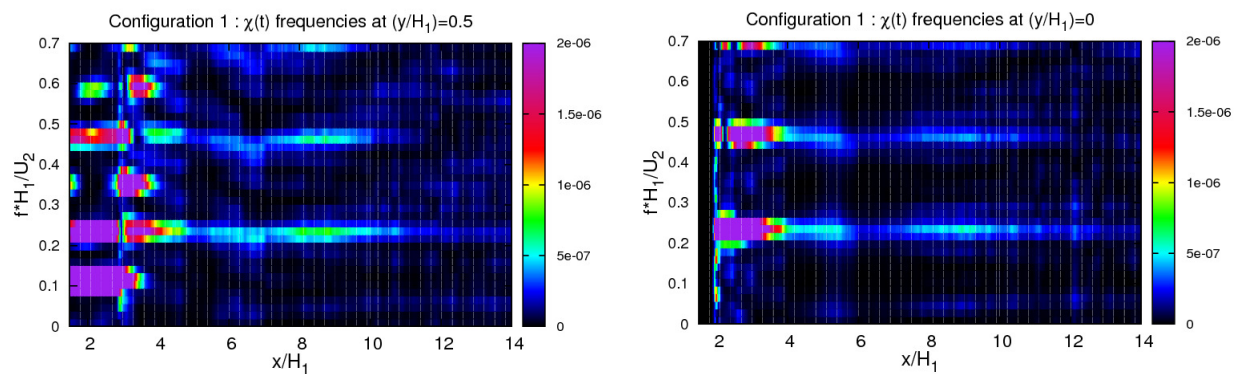 Configuration 1 : χ(t) frequencies at (y/H₁)=0.5
0.7
0.6
0.5
0.4
0.3
0.2
0.1
0
f*H₁/U₂
2 4 6 8 10 12 14
x/H₁
2e-06
1.5e-06
1e-06
5e-07
0
Configuration 1 : χ(t) frequencies at (y/H₁)=0
0.7
0.6
0.5
0.4
0.3
0.2
0.1
0
f*H₁/U₂
2 4 6 8 10 12 14
x/H₁
2e-06
1.5e-06
1e-06
5e-07
0